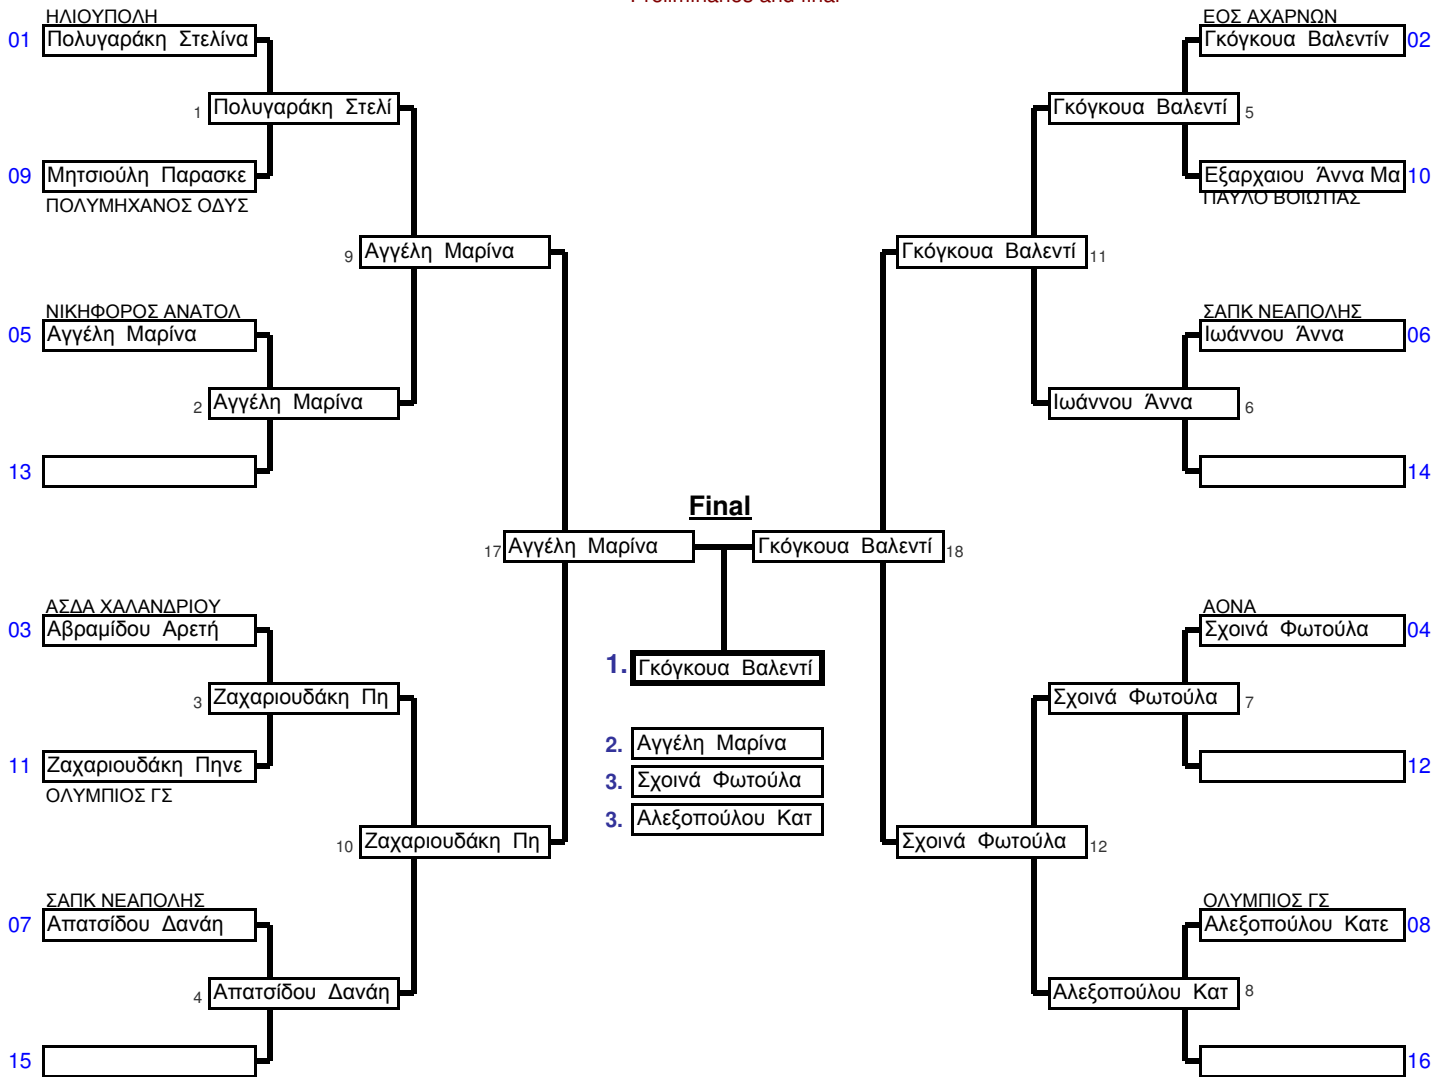 Preliminaries and final
ΗΛΙΟΥΠΟΛΗ
01 Πολυγαράκη Στελίνα
1 Πολυγαράκη Στελί
09 Μητσιούλη Παρασκε
ΠΟΛΥΜΗΧΑΝΟΣ ΟΔΥΣ
9 Αγγέλη Μαρίνα
ΝΙΚΗΦΟΡΟΣ ΑΝΑΤΟΛ
05 Αγγέλη Μαρίνα
2 Αγγέλη Μαρίνα
13
17 Αγγέλη Μαρίνα
ΑΣΔΑ ΧΑΛΑΝΔΡΙΟΥ
03 Αβραμίδου Αρετή
3 Ζαχαριουδάκη Πη
11 Ζαχαριουδάκη Πηνε
ΟΛΥΜΠΙΟΣ ΓΣ
10 Ζαχαριουδάκη Πη
ΣΑΠΚ ΝΕΑΠΟΛΗΣ
07 Απατσίδου Δανάη
4 Απατσίδου Δανάη
15
Final
1. Γκόγκουα Βαλεντί
2. Αγγέλη Μαρίνα
3. Σχοινά Φωτούλα
3. Αλεξοπούλου Κατ
ΕΟΣ ΑΧΑΡΝΩΝ
Γκόγκουα Βαλεντίν 02
Γκόγκουα Βαλεντί 5
Εξαρχαιου Άννα Μα 10
ΠΑΥΛΟ ΒΟΙΩΤΙΑΣ
Γκόγκουα Βαλεντί 11
ΣΑΠΚ ΝΕΑΠΟΛΗΣ
Ιωάννου Άννα 06
Ιωάννου Άννα 6
14
Γκόγκουα Βαλεντί 18
ΑΟΝΑ
Σχοινά Φωτούλα 04
Σχοινά Φωτούλα 7
12
Σχοινά Φωτούλα 12
ΟΛΥΜΠΙΟΣ ΓΣ
Αλεξοπούλου Κατε 08
Αλεξοπούλου Κατ 8
16